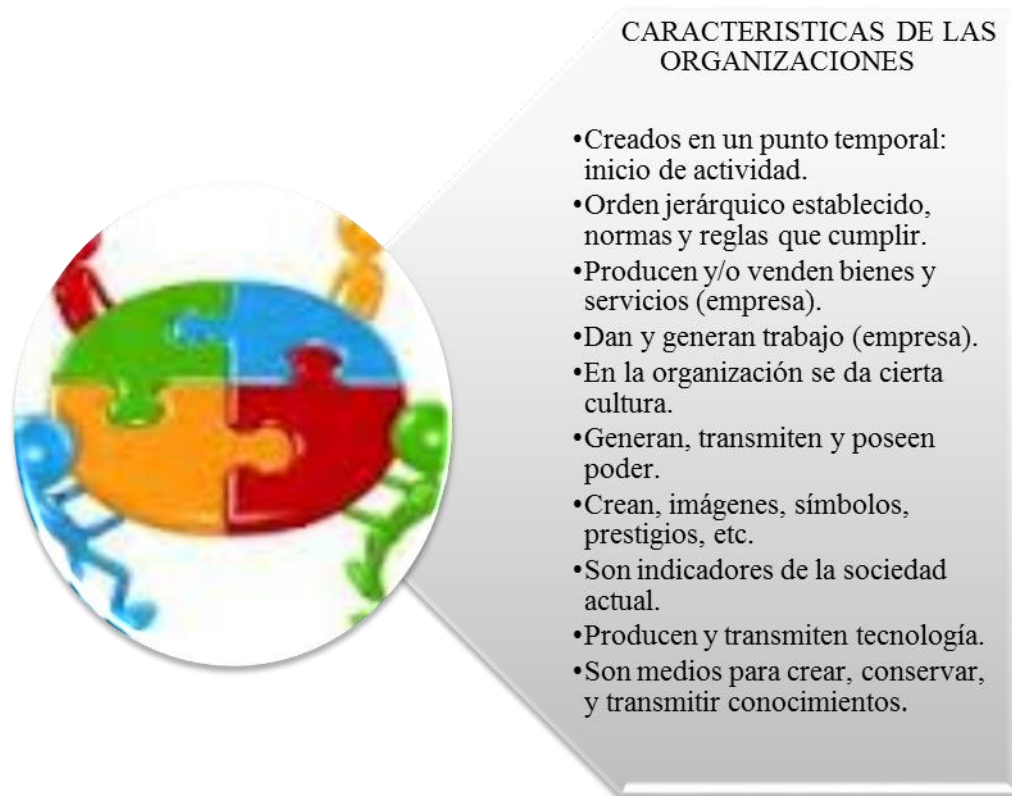 CARACTERISTICAS DE LAS
ORGANIZACIONES
•Creados en un punto temporal:
inicio de actividad.
•Orden jerárquico establecido,
normas y reglas que cumplir.
•Producen y/o venden bienes y
servicios (empresa).
•Dan y generan trabajo (empresa).
•En la organización se da cierta
cultura.
•Generan, transmiten y poseen
poder.
•Crean, imágenes, símbolos,
prestigios, etc.
•Son indicadores de la sociedad
actual.
•Producen y transmiten tecnología.
•Son medios para crear, conservar,
y transmitir conocimientos.